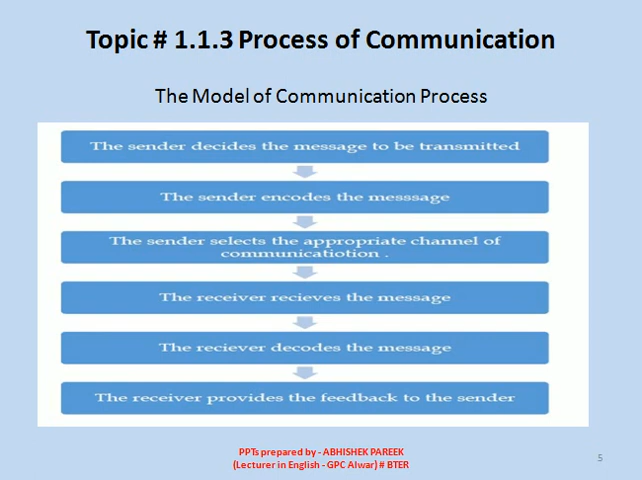 Topic # 1.1.3 Process of Communication
The Model of Communication Process
The sender decides the message to be transmitted
The sender encodes the messsage
The sender selects the appropriate channel of
communicatiotion .
The receiver recieves the message
The reciever decodes the message
The receiver provides the feedback to the sender
PPTs prepared by - ABHISHEK PAREEK
(Lecturer in English - GPC Alwar) # BTER
5